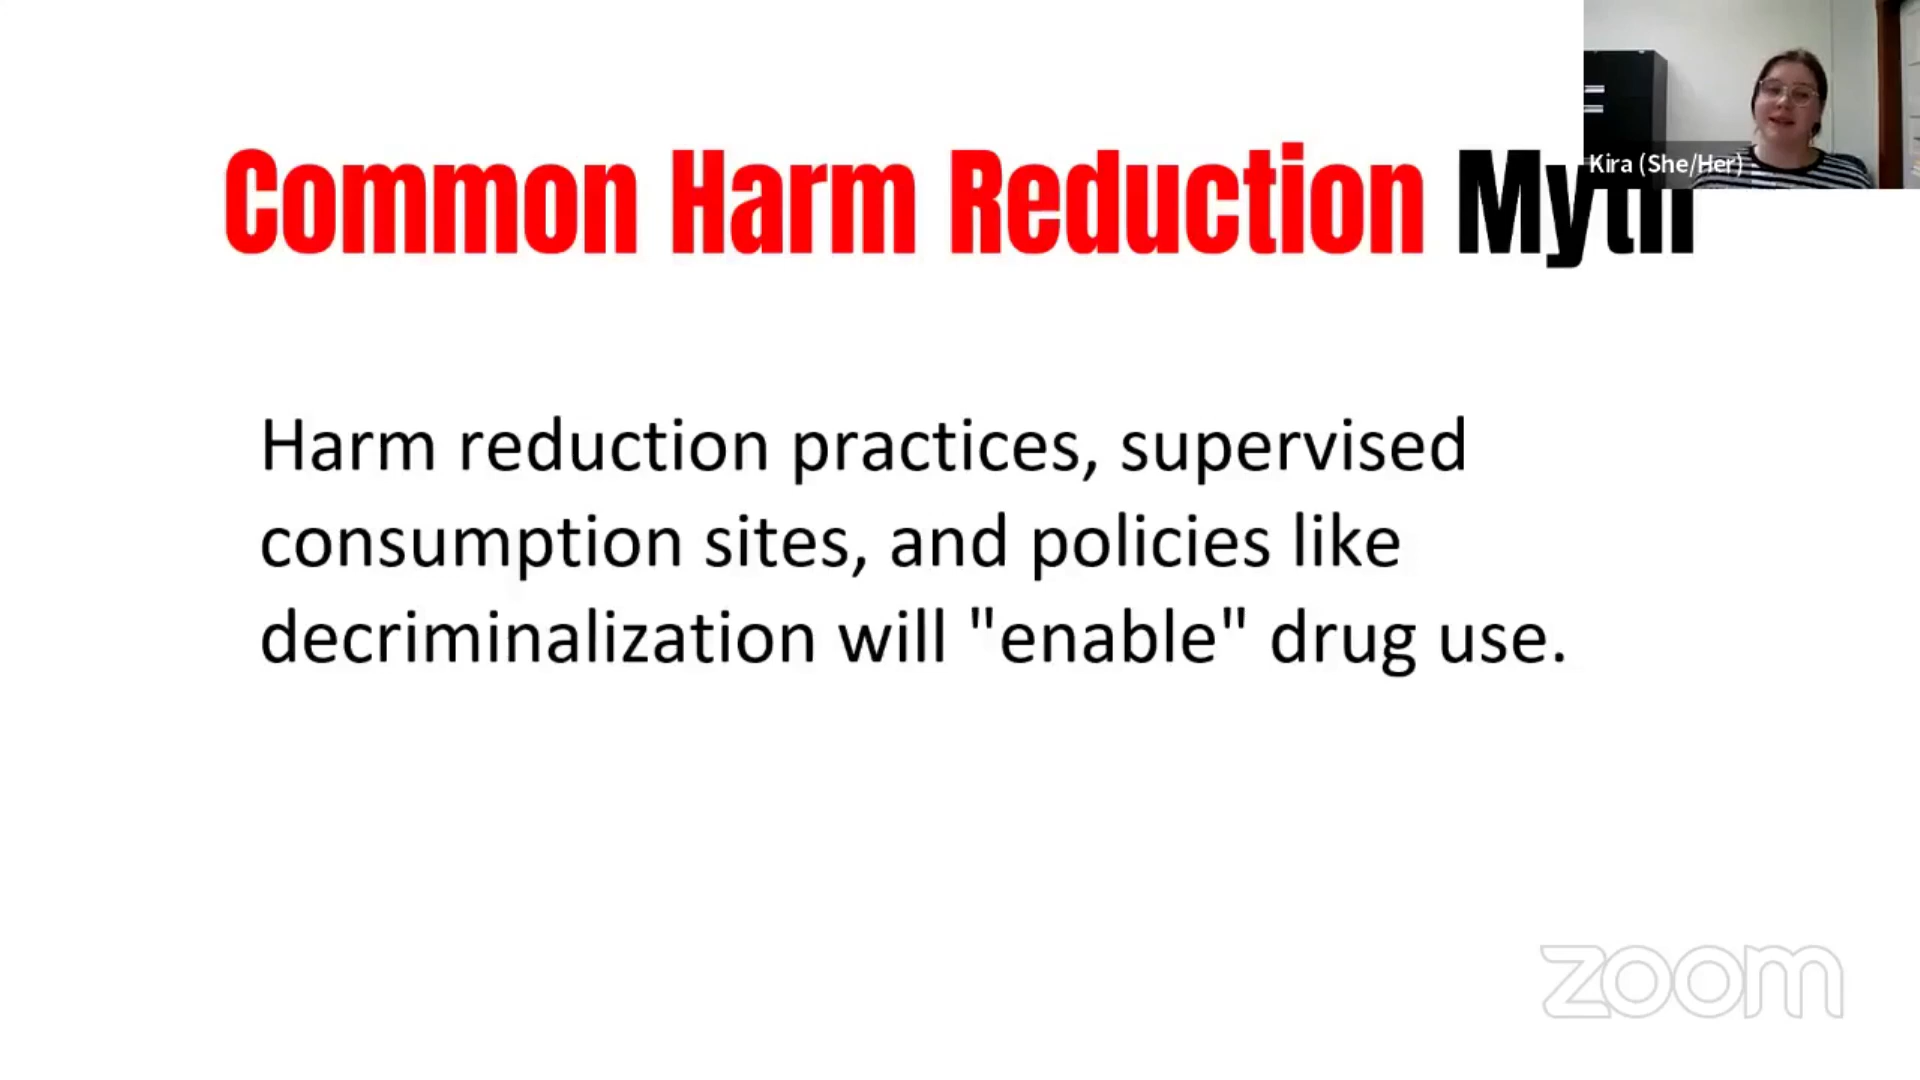 Common Harm Reduction Myth
Kira (She/Her)
Harm reduction practices, supervised
consumption sites, and policies like
decriminalization will "enable" drug use.
zoom